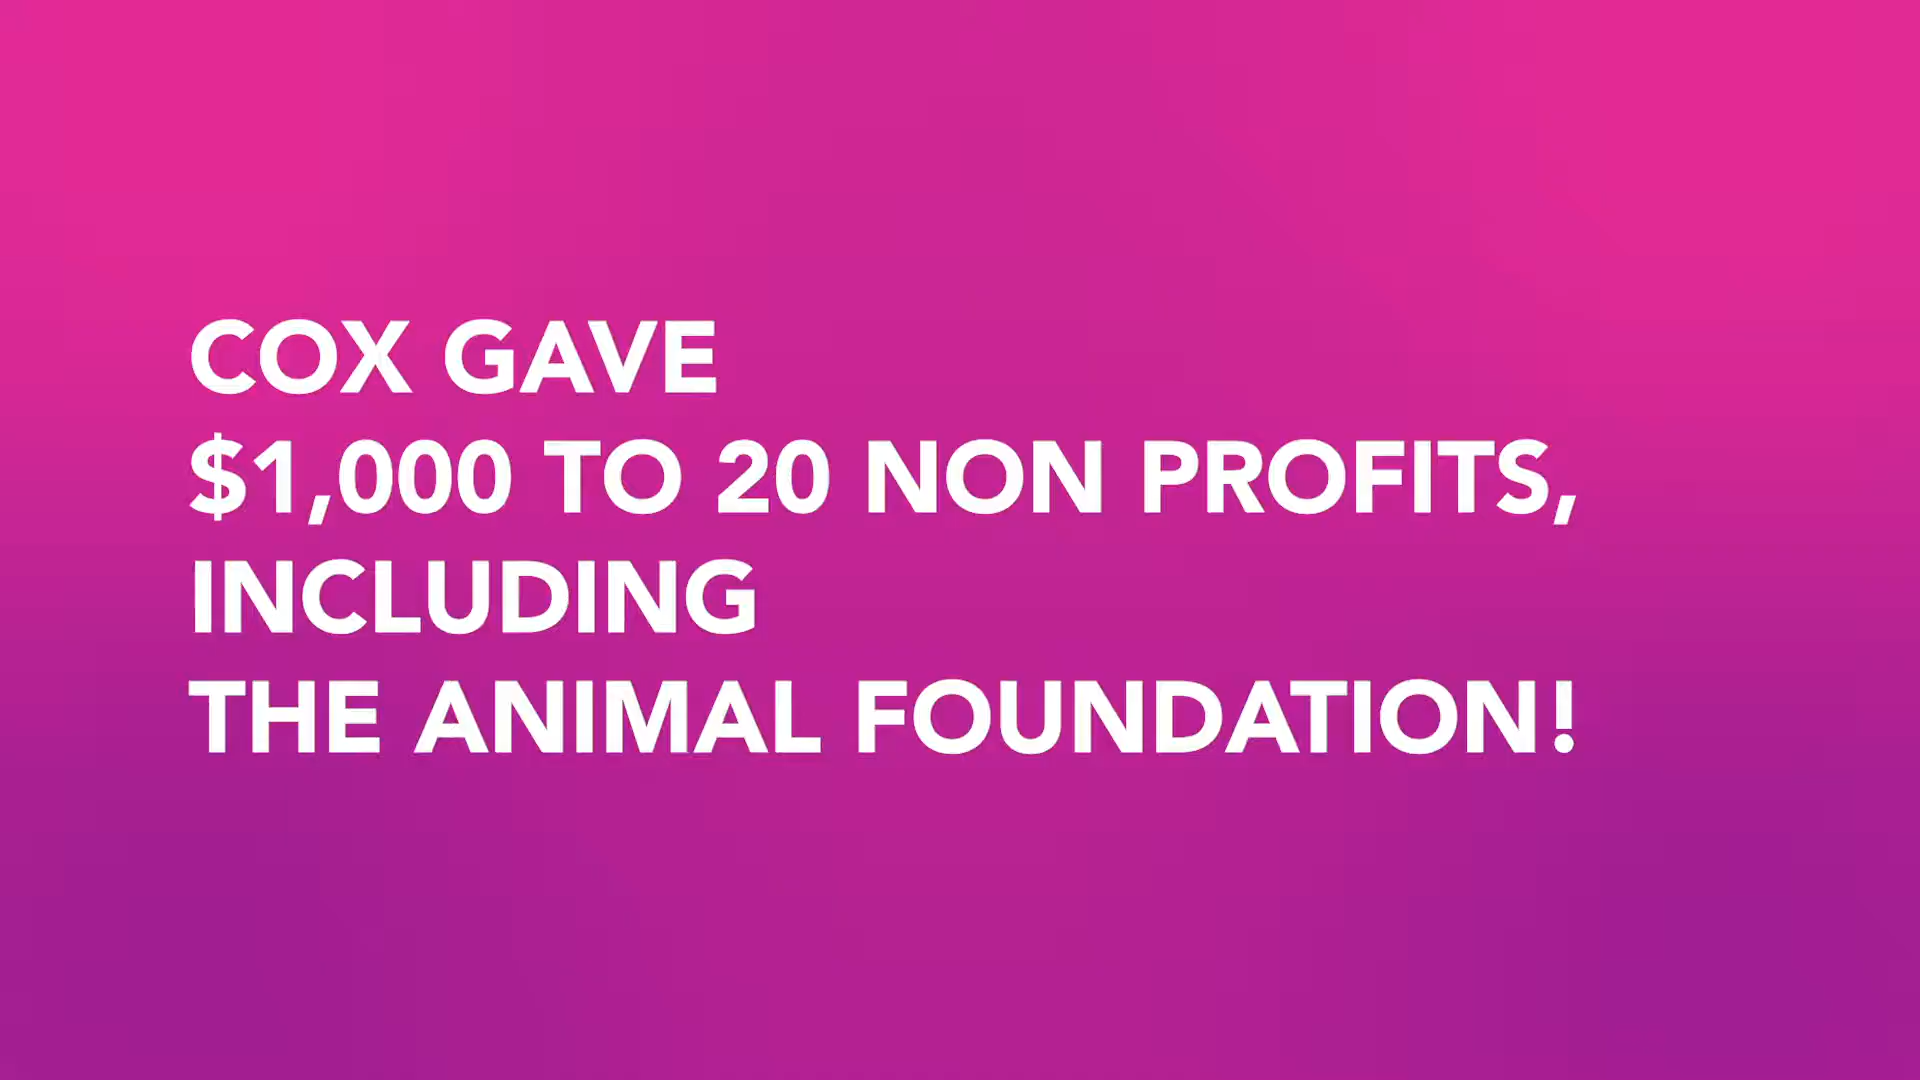 COX GAVE
$1,000 TO 20 NON PROFITS,
INCLUDING
THE ANIMAL FOUNDATION!